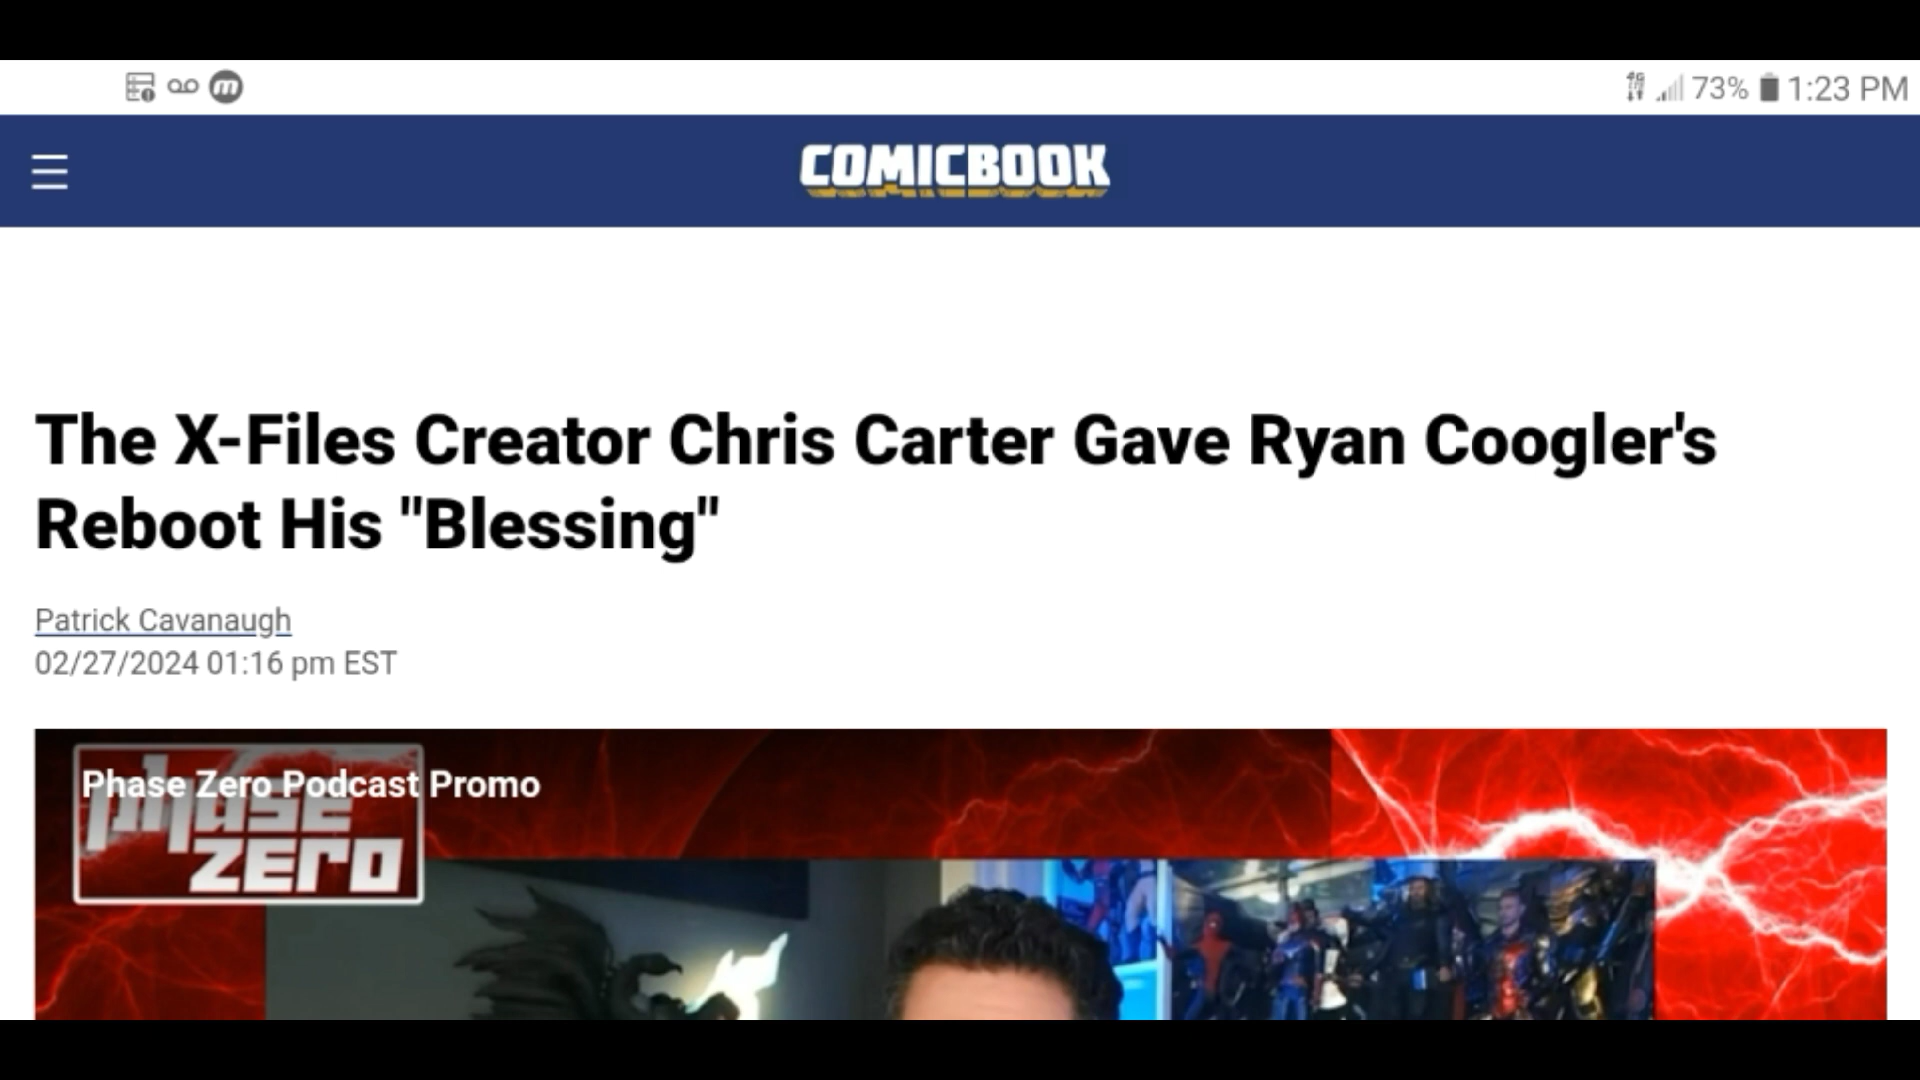 4G
73% 1:23 PM
COMICBOOK
The X-Files Creator Chris Carter Gave Ryan Coogler's
Reboot His "Blessing"
Patrick Cavanaugh
02/27/2024 01:16 pm EST
Phase Zero Podcast Promo
phase
zero